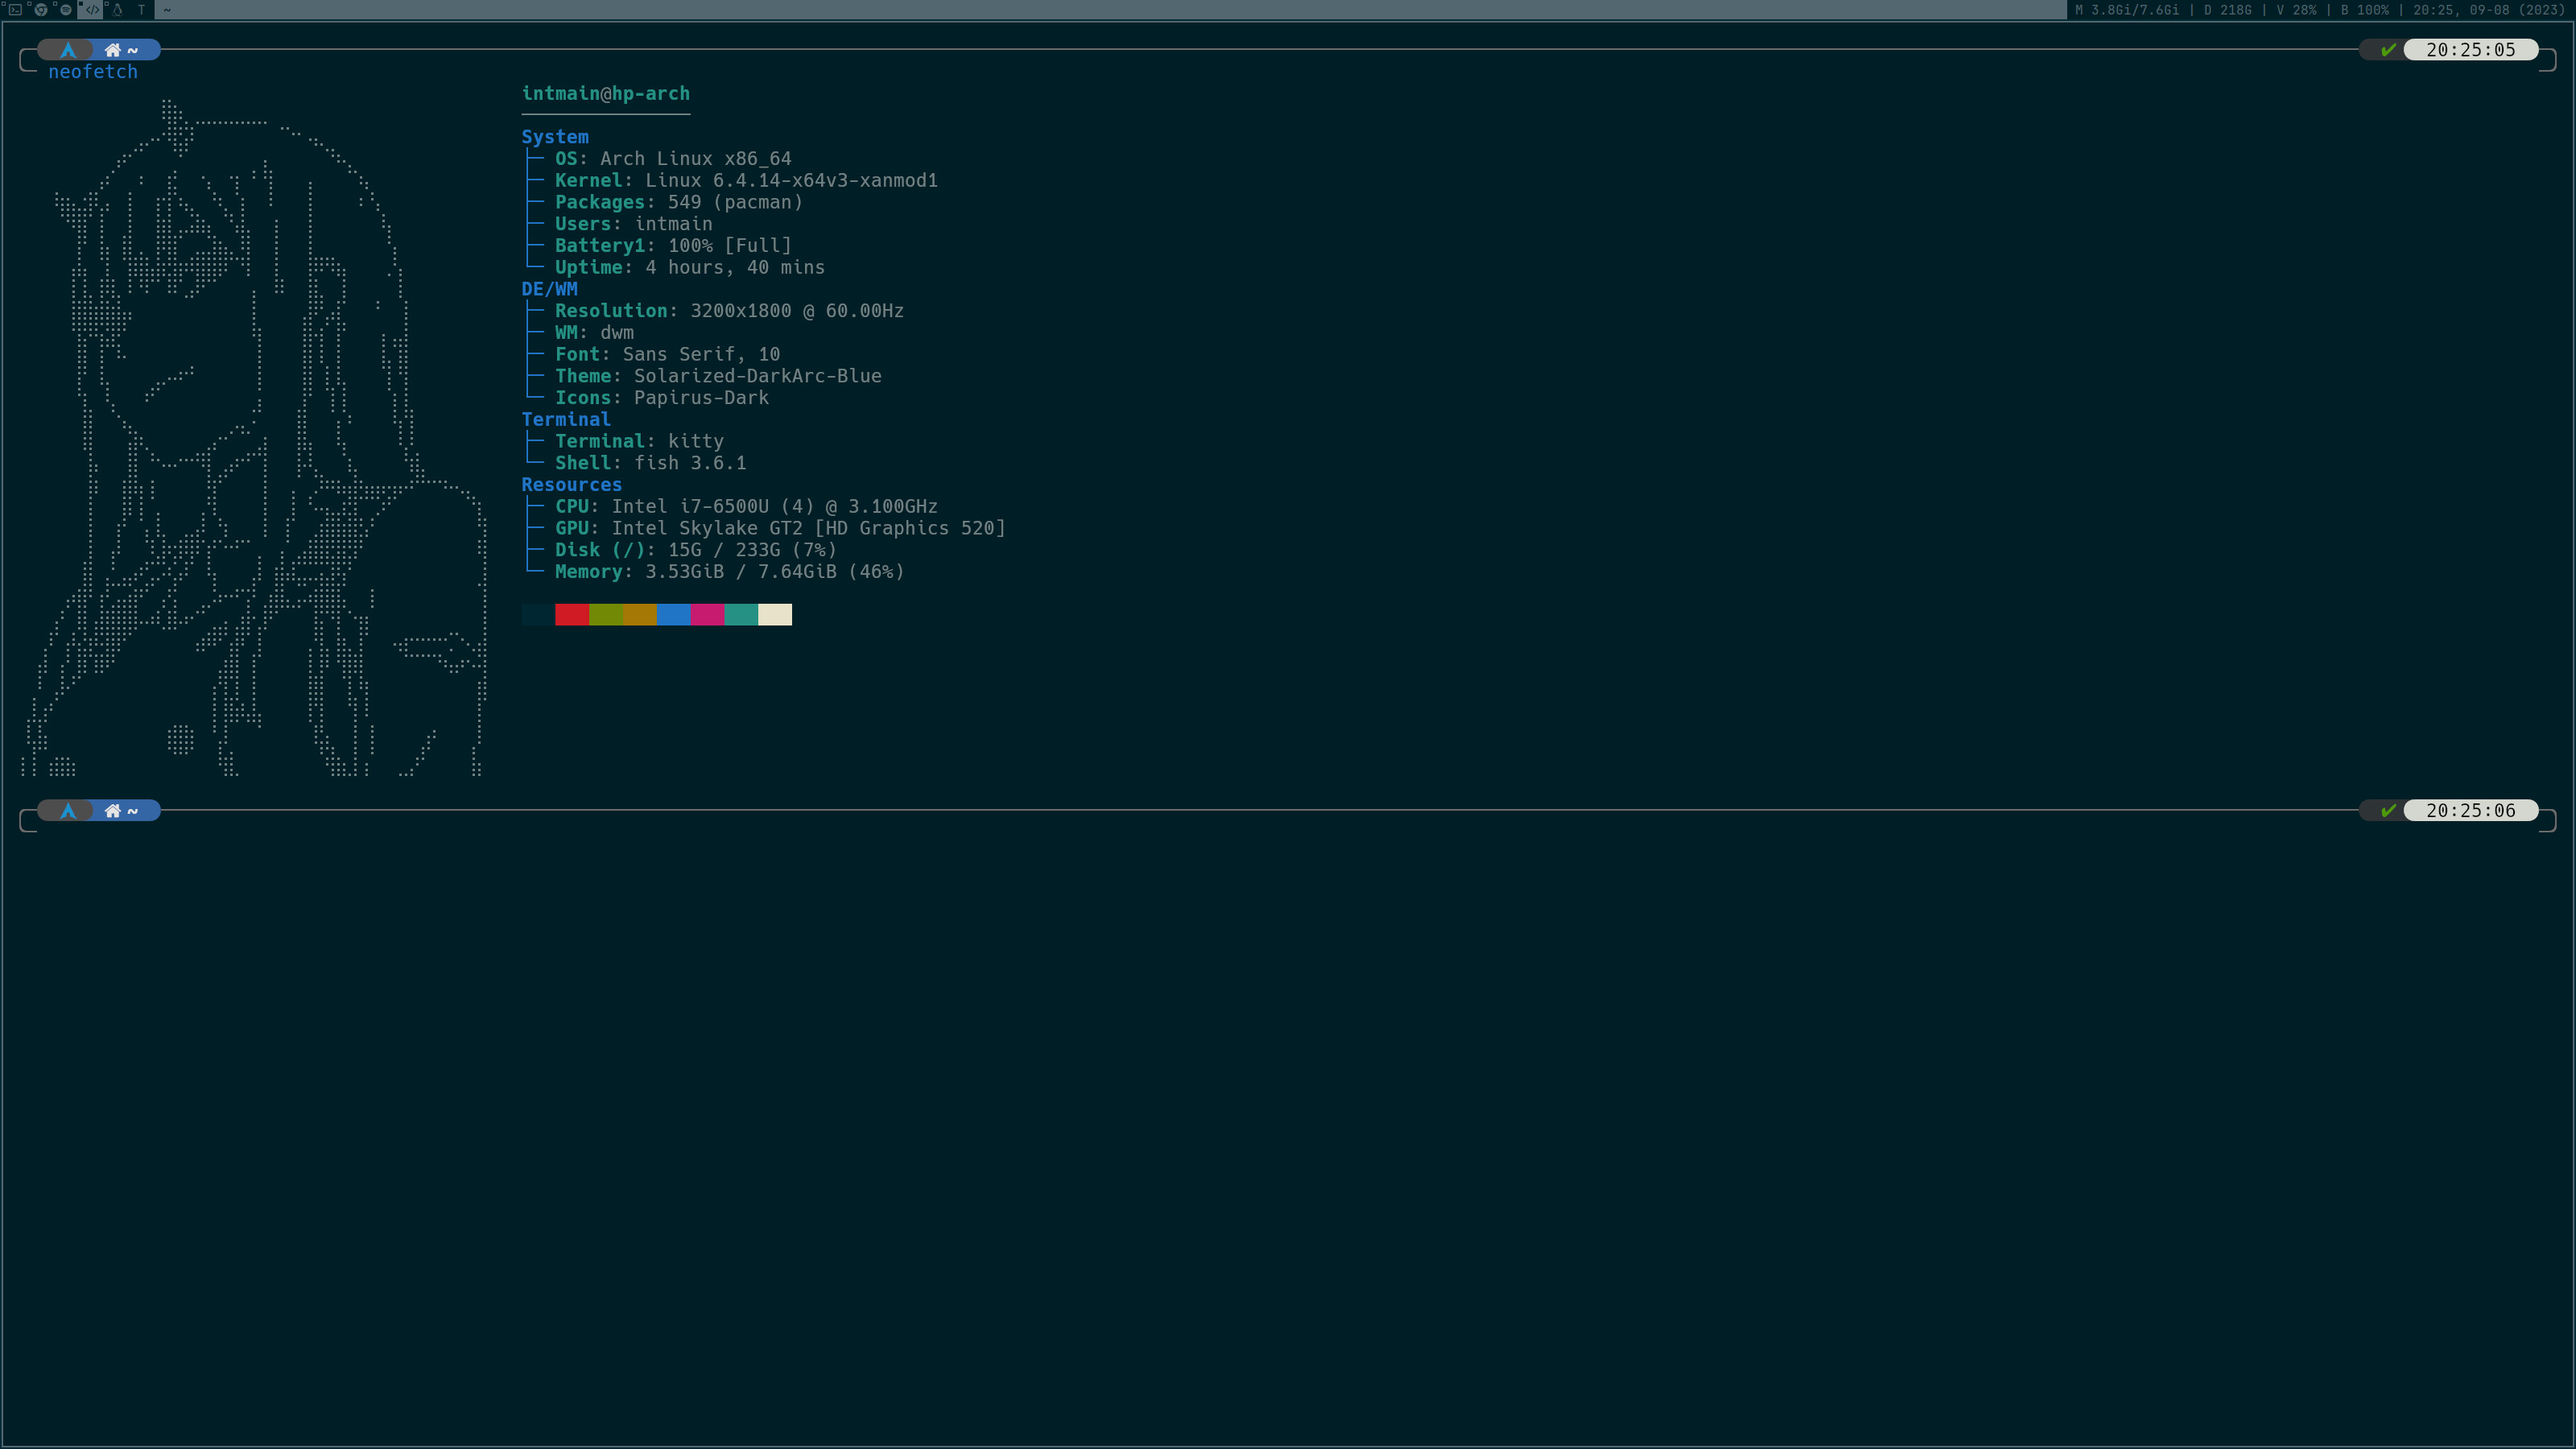 T ~ M 3.8Gi/7.6Gi | D 218G | V 28% | B 100% | 20:25, 09-08 (2023)
~ ✔ 20:25:05
neofetch
intmain@hp-arch
System
OS: Arch Linux x86_64
Kernel: Linux 6.4.14-x64v3-xanmod1
Packages: 549 (pacman)
Users: intmain
Battery1: 100% [Full]
Uptime: 4 hours, 40 mins
DE/WM
Resolution: 3200x1800 @ 60.00Hz
WM: dwm
Font: Sans Serif, 10
Theme: Solarized-DarkArc-Blue
Icons: Papirus-Dark
Terminal
Terminal: kitty
Shell: fish 3.6.1
Resources
CPU: Intel i7-6500U (4) @ 3.100GHz
GPU: Intel Skylake GT2 [HD Graphics 520]
Disk (/): 15G / 233G (7%)
Memory: 3.53GiB / 7.64GiB (46%)
~ ✔ 20:25:06